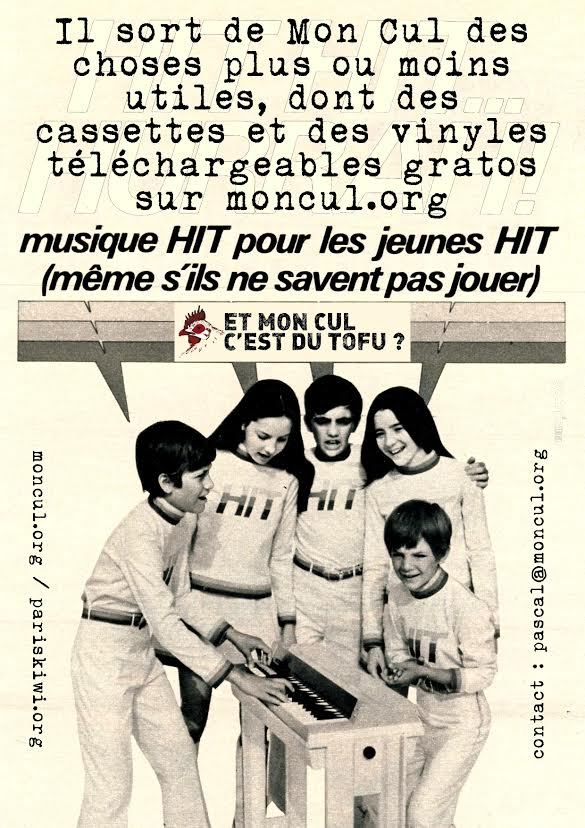 Il sort de Mon Cul des
choses plus ou moins
utiles, dont des
cassettes et des vinyles
téléchargeables gratos
sur moncul.org
musique HIT pour les jeunes HIT
(même s´ils ne savent pas jouer)
ET MON CUL
C'EST DU TOFU ?
HIT
HIT
HIT
moncul.org / pariskiwi.org
contact : pascal@moncul.org